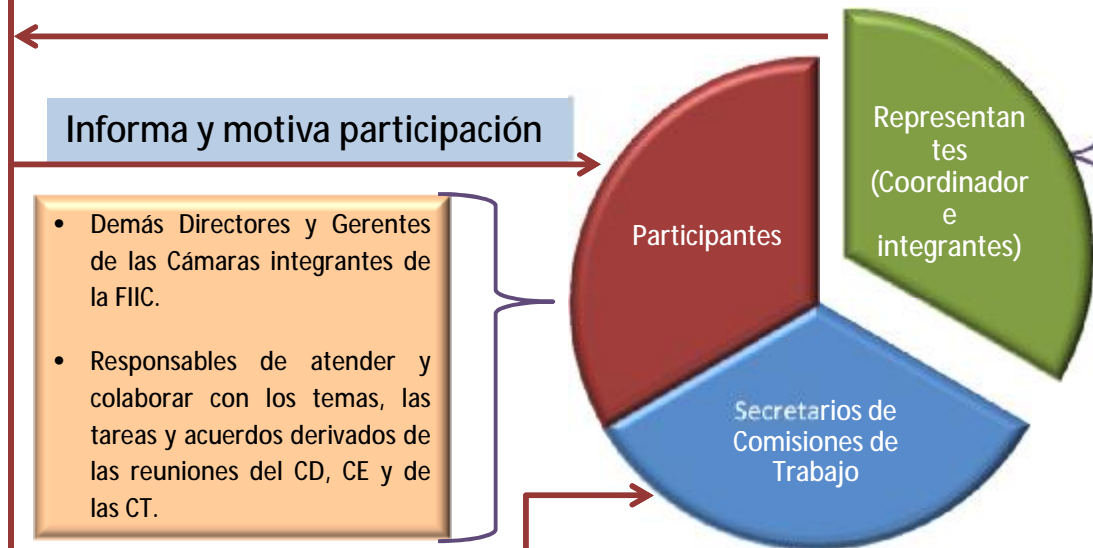 Informa y motiva participación
• Demás Directores y Gerentes
de las Cámaras integrantes de
la FIIC.
• Responsables de atender y
colaborar con los temas, las
tareas y acuerdos derivados de
las reuniones del CD, CE y de
las CT.
Participantes
Representan
tes
(Coordinador
e
integrantes)
Secretarios de
Comisiones de
Trabajo